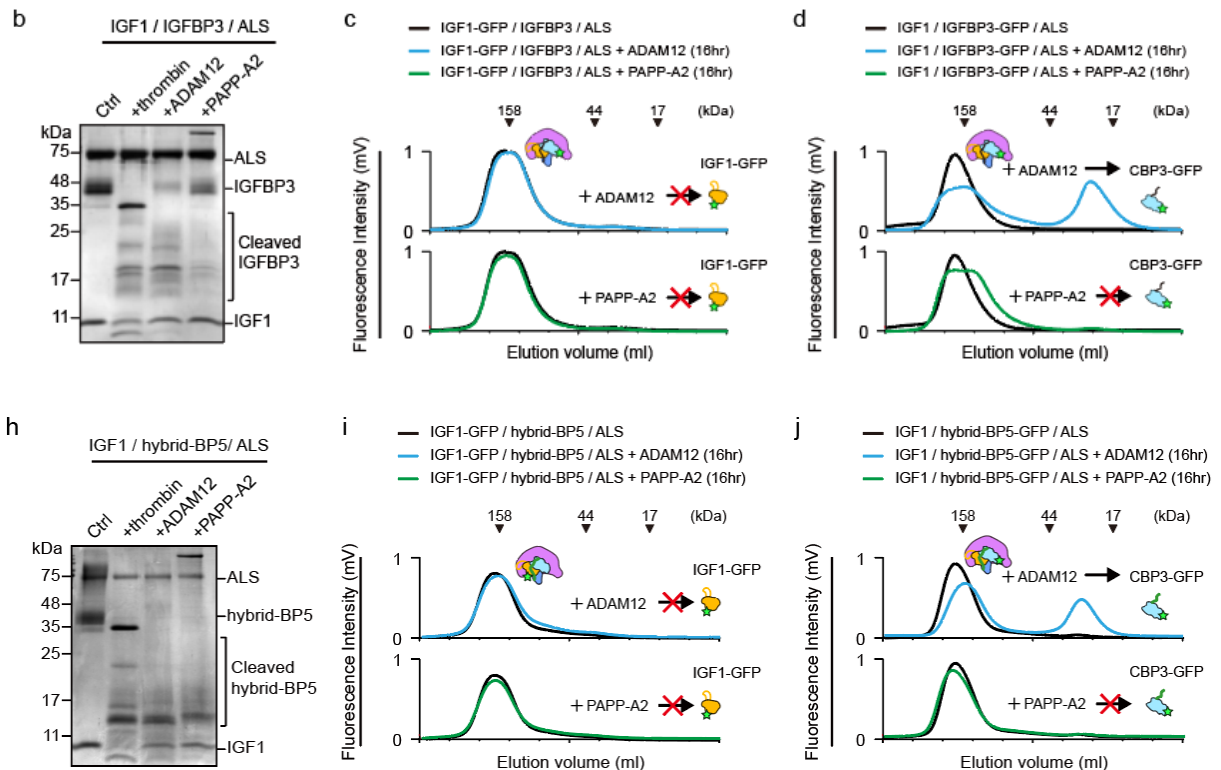 b
IGF1 / IGFBP3 / ALS
Ctrl
+thrombin
+ADAM12
+PAPP-A2
kDa
75
48
35
25
17
11
ALS
IGFBP3
Cleaved
IGFBP3
IGF1
c
IGF1-GFP / IGFBP3 / ALS
IGF1-GFP / IGFBP3 / ALS + ADAM12 (16hr)
IGF1-GFP / IGFBP3 / ALS + PAPP-A2 (16hr)
158 44 17 (kDa)
Fluorescence Intensity (mV)
1
0
IGF1-GFP
+ ADAM12
1
0
IGF1-GFP
+ PAPP-A2
Elution volume (ml)
d
IGF1 / IGFBP3-GFP / ALS
IGF1 / IGFBP3-GFP / ALS + ADAM12 (16hr)
IGF1 / IGFBP3-GFP / ALS + PAPP-A2 (16hr)
158 44 17 (kDa)
Fluorescence Intensity (mV)
1
0
+ ADAM12 CBP3-GFP
1
0
CBP3-GFP
+ PAPP-A2
Elution volume (ml)
h
IGF1 / hybrid-BP5/ ALS
Ctrl
+thrombin
+ADAM12
+PAPP-A2
kDa
75
48
35
25
17
11
ALS
hybrid-BP5
Cleaved
hybrid-BP5
IGF1
i
IGF1-GFP / hybrid-BP5 / ALS
IGF1-GFP / hybrid-BP5 / ALS + ADAM12 (16hr)
IGF1-GFP / hybrid-BP5 / ALS + PAPP-A2 (16hr)
158 44 17 (kDa)
Fluorescence Intensity (mV)
1
0
IGF1-GFP
+ ADAM12
1
0
IGF1-GFP
+ PAPP-A2
Elution volume (ml)
j
IGF1 / hybrid-BP5-GFP / ALS
IGF1 / hybrid-BP5-GFP / ALS + ADAM12 (16hr)
IGF1 / hybrid-BP5-GFP / ALS + PAPP-A2 (16hr)
158 44 17 (kDa)
Fluorescence Intensity (mV)
1
0
+ ADAM12 CBP3-GFP
1
0
CBP3-GFP
+ PAPP-A2
Elution volume (ml)